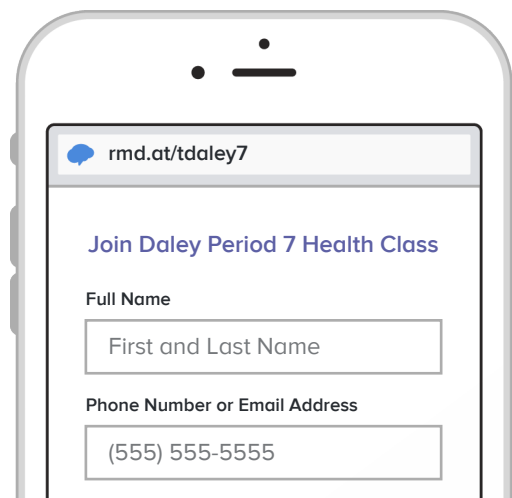 rmd.at/tdaley7
Join Daley Period 7 Health Class
Full Name
First and Last Name
Phone Number or Email Address
(555) 555-5555